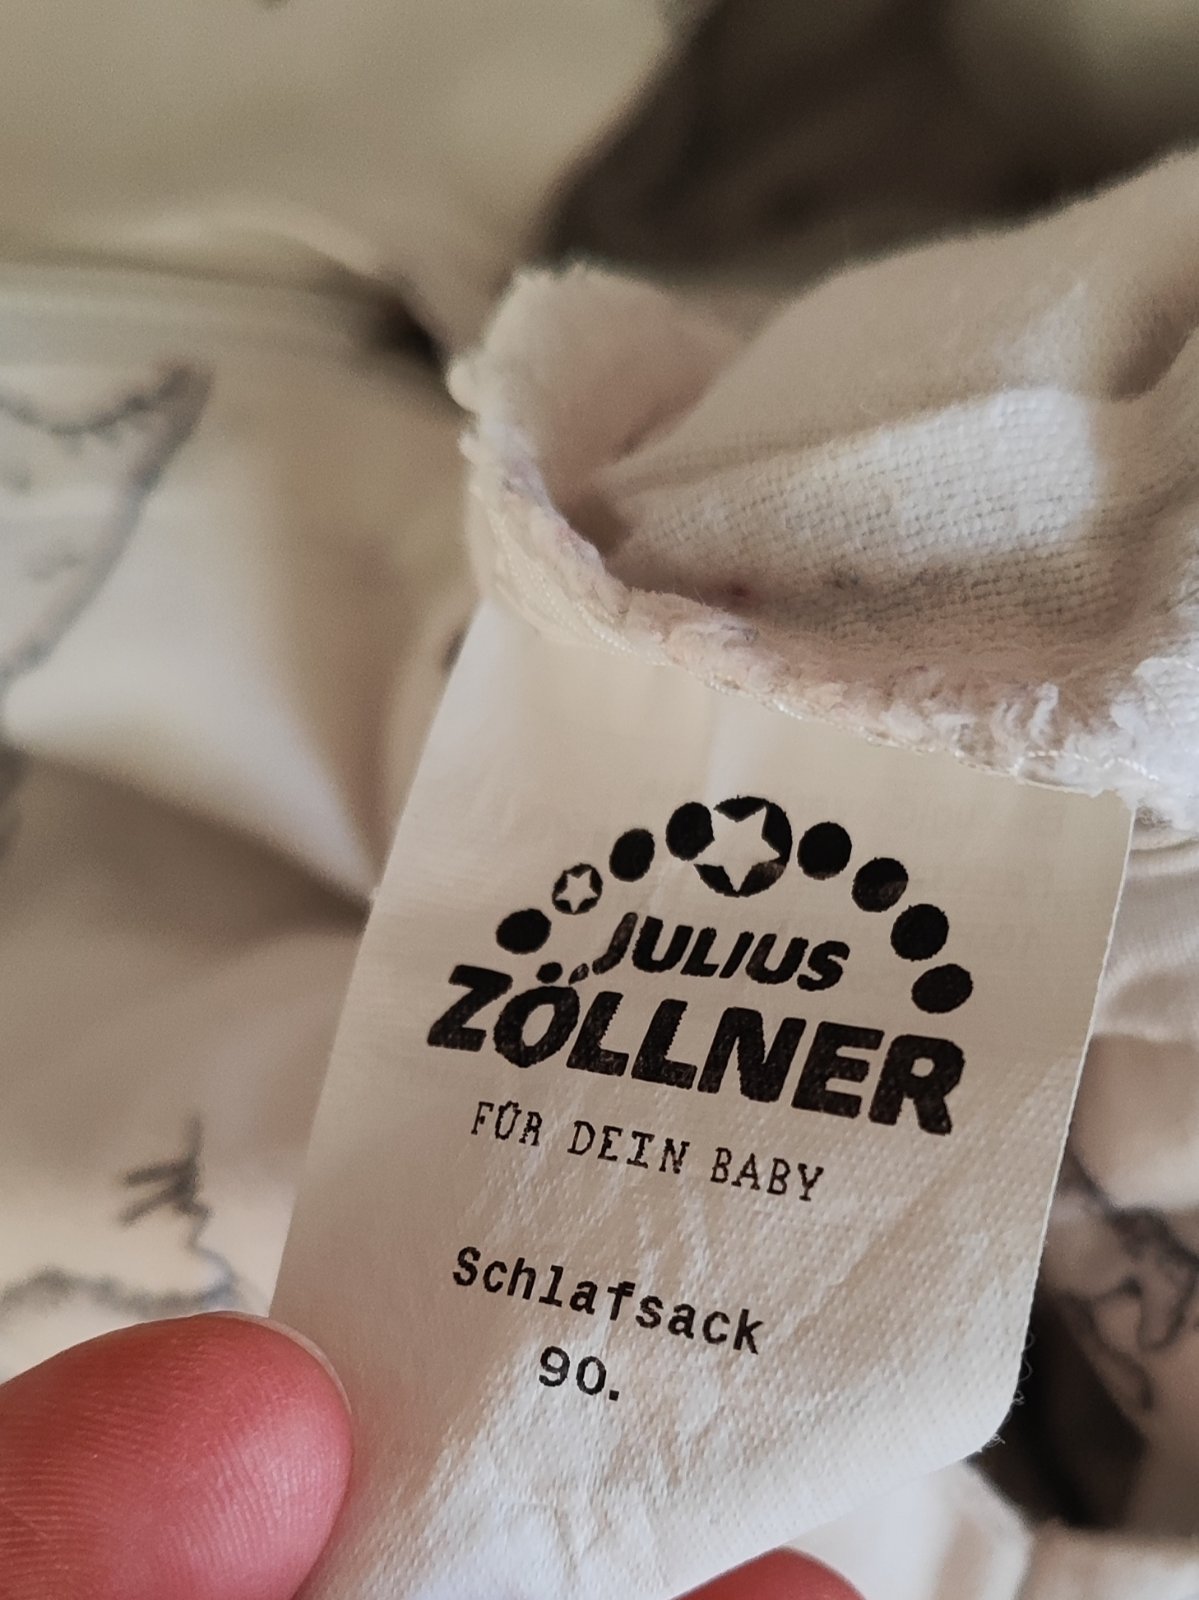 JULIUS
ZÖLLNER
FÜR DEIN BABY
Schlafsack
90.